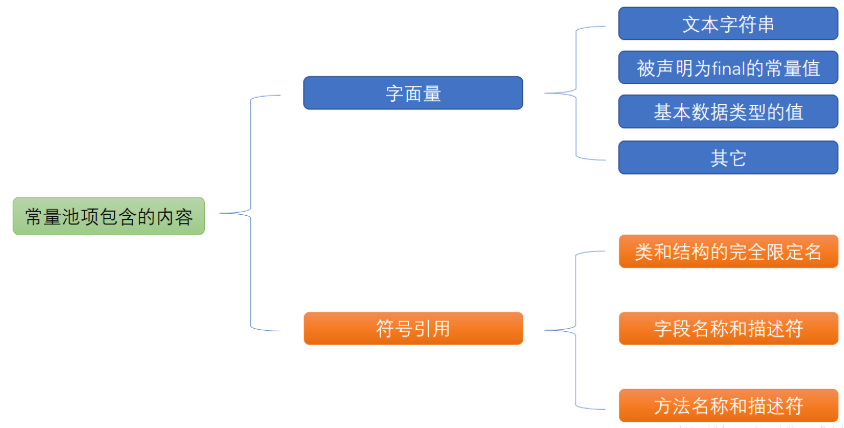 常量池项包含的内容
字面量
文本字符串
被声明为final的常量值
基本数据类型的值
其它
符号引用
类和结构的完全限定名
字段名称和描述符
方法名称和描述符